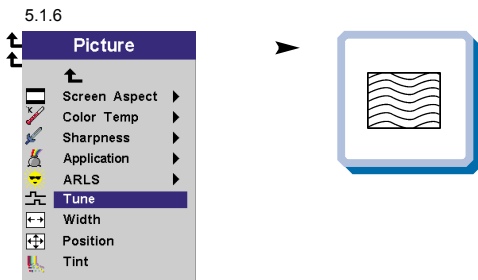 5.1.6
Picture
Screen Aspect
Color Temp
Sharpness
Application
ARLS
Tune
Width
Position
Tint